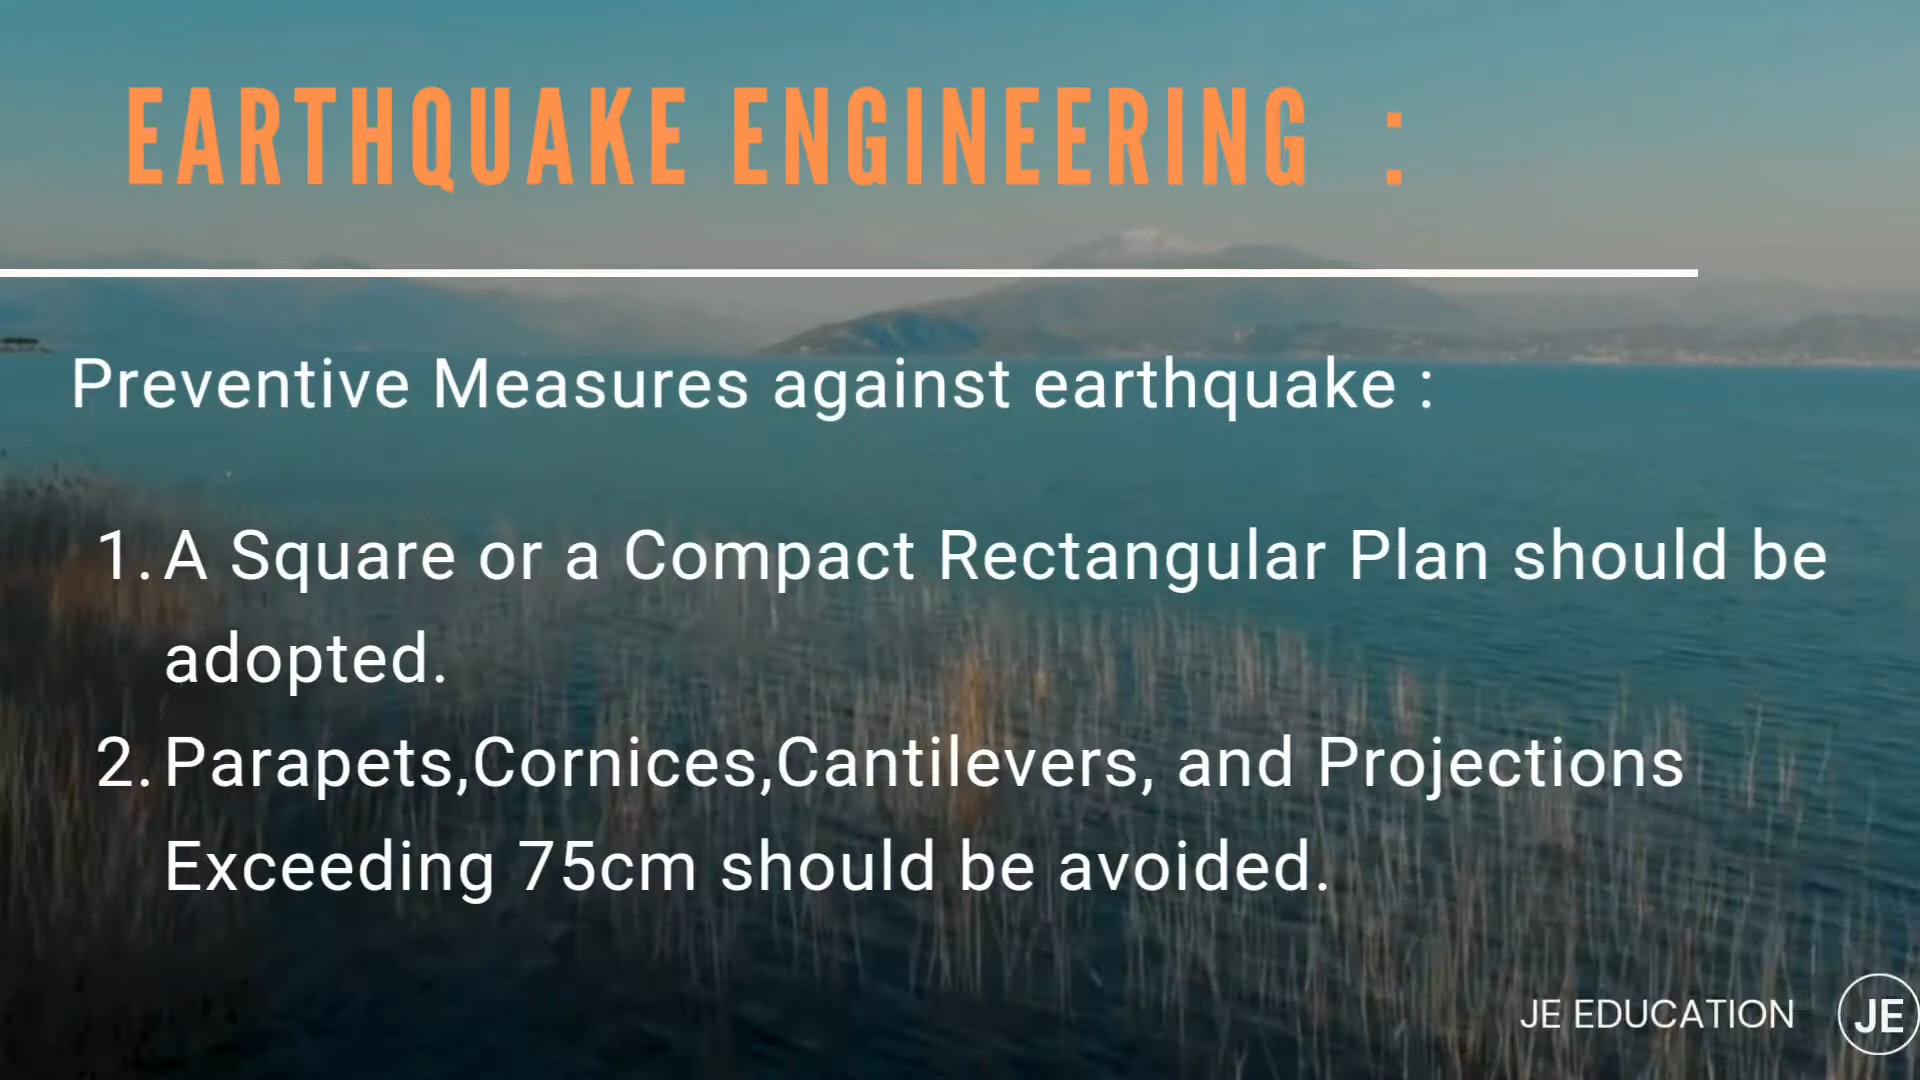 EARTHQUAKE ENGINEERING :
Preventive Measures against earthquake :
1. A Square or a Compact Rectangular Plan should be
adopted.
2. Parapets,Cornices,Cantilevers, and Projections
Exceeding 75cm should be avoided.
JE EDUCATION JE